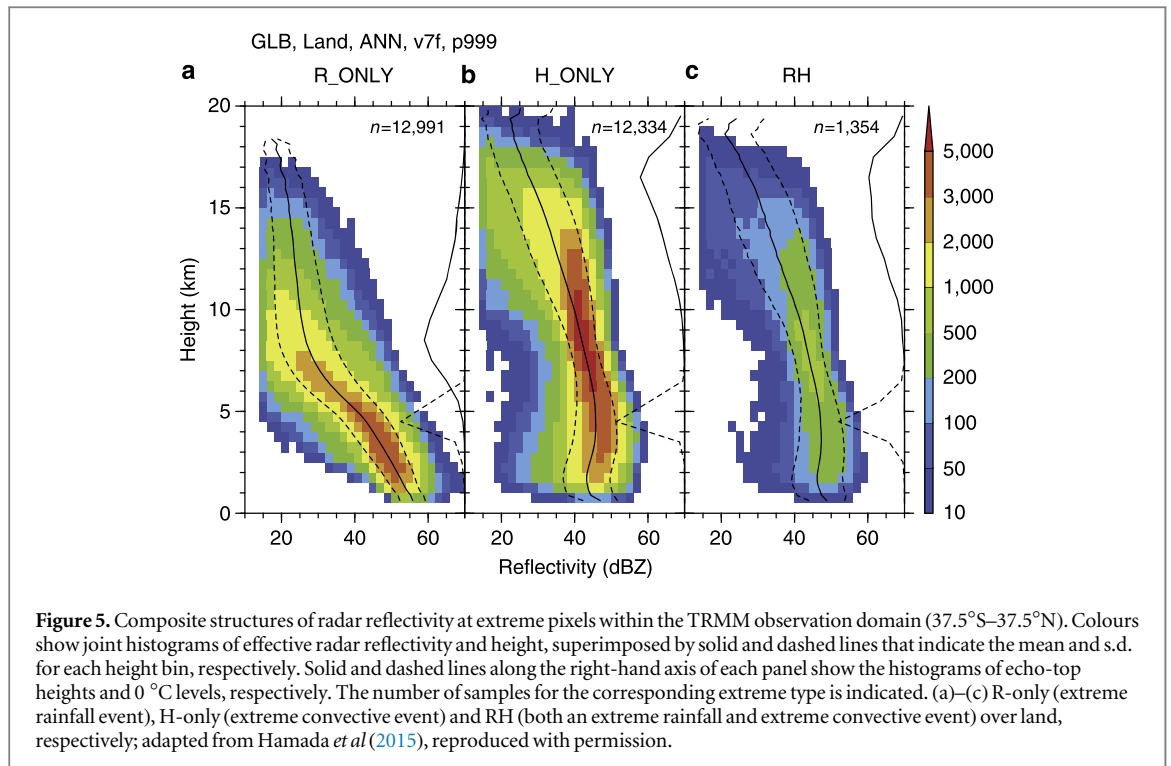 GLB, Land, ANN, v7f, p999
a R_ONLY b H_ONLY c RH
n=12,991 n=12,334 n=1,354
20
15
10
5
0
Height (km)
20 40 60 20 40 60 20 40 60
Reflectivity (dBZ)
5,000
3,000
2,000
1,000
500
200
100
50
10
Figure 5. Composite structures of radar reflectivity at extreme pixels within the TRMM observation domain (37.5°S–37.5°N). Colours
show joint histograms of effective radar reflectivity and height, superimposed by solid and dashed lines that indicate the mean and s.d.
for each height bin, respectively. Solid and dashed lines along the right-hand axis of each panel show the histograms of echo-top
heights and 0 °C levels, respectively. The number of samples for the corresponding extreme type is indicated. (a)–(c) R-only (extreme
rainfall event), H-only (extreme convective event) and RH (both an extreme rainfall and extreme convective event) over land,
respectively; adapted from Hamada et al (2015), reproduced with permission.